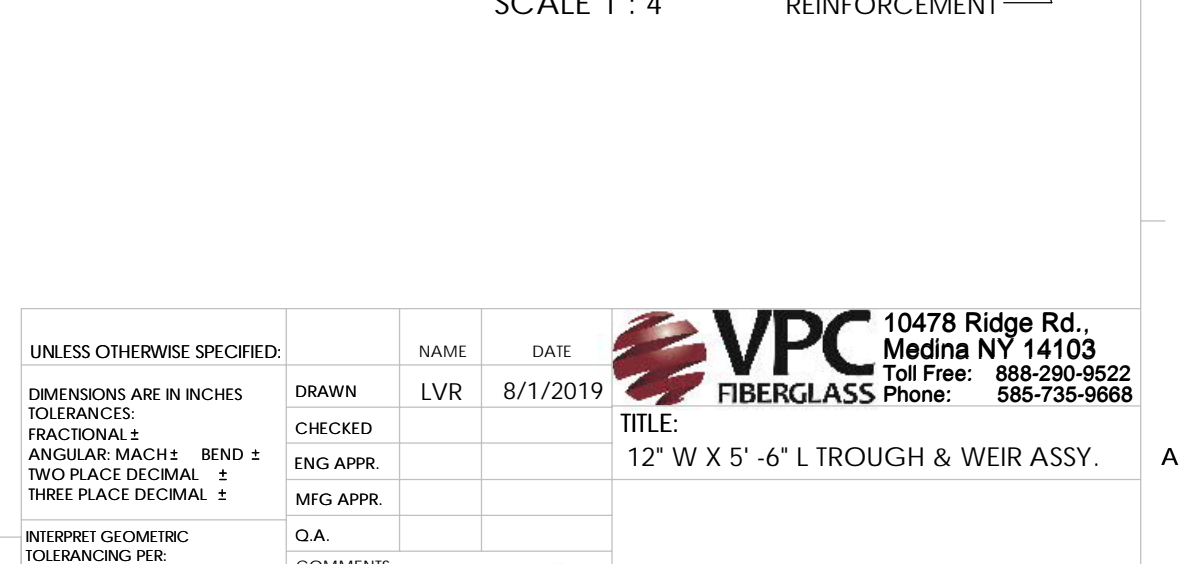 SCALE 1 : 4
REINFORCEMENT
UNLESS OTHERWISE SPECIFIED:
NAME
DATE
DIMENSIONS ARE IN INCHES
TOLERANCES:
FRACTIONAL ±
ANGULAR: MACH ± BEND ±
TWO PLACE DECIMAL ±
THREE PLACE DECIMAL ±
INTERPRET GEOMETRIC
TOLERANCING PER:
DRAWN LVR 8/1/2019
CHECKED
ENG APPR.
MFG APPR.
Q.A.
COMMENTS
VPC
FIBERGLASS
10478 Ridge Rd.,
Medina NY 14103
Toll Free: 888-290-9522
Phone: 585-735-9668
TITLE:
12" W X 5' -6" L TROUGH & WEIR ASSY.
A